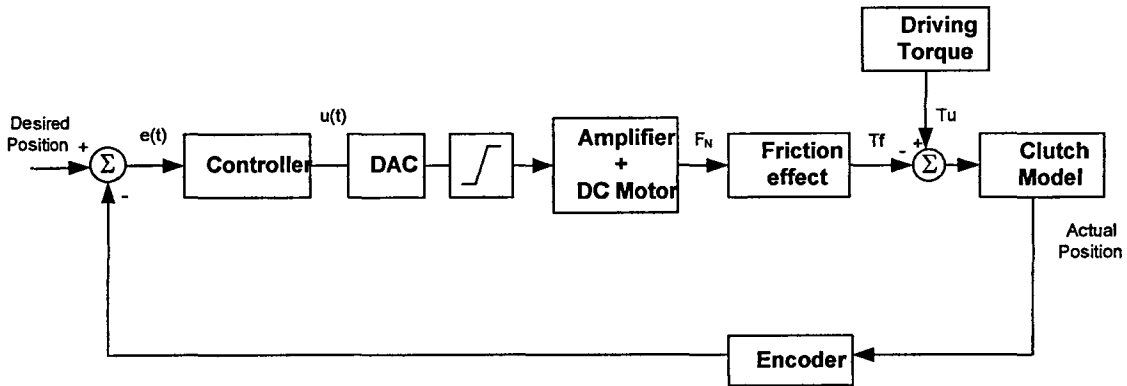 Driving
Torque
Desired
Position
+
e(t)
u(t)
Controller
DAC
Amplifier
+
DC Motor
F_N
Friction
effect
Tf
-
+
Tu
Σ
Σ
Clutch
Model
-
Actual
Position
Encoder